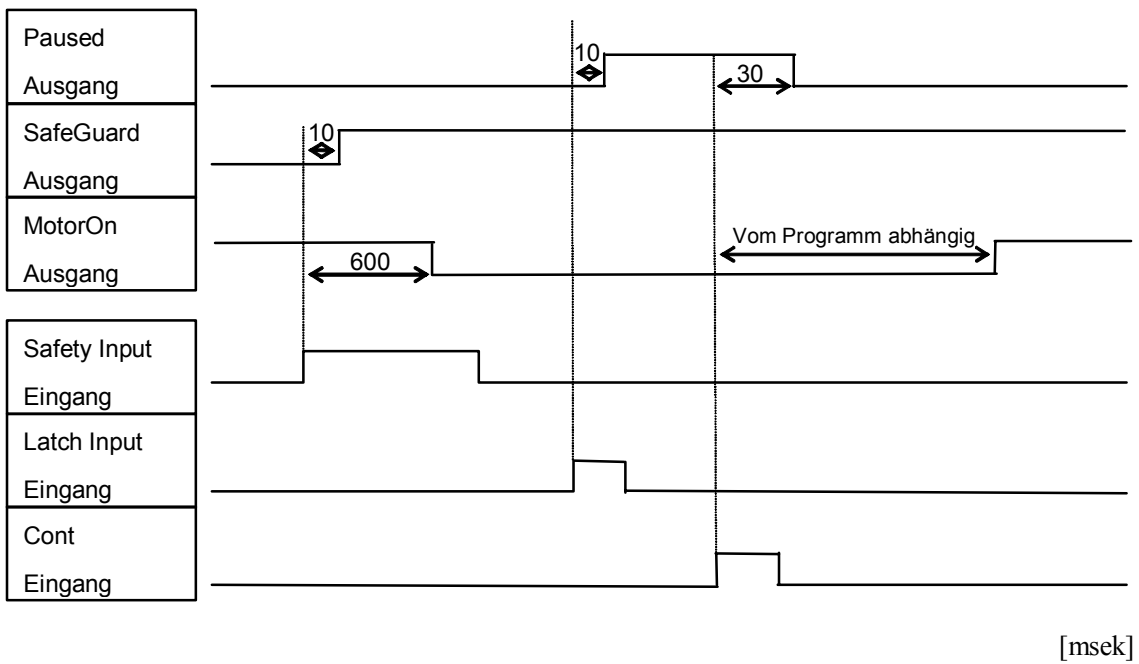 Paused
Ausgang
10
30
SafeGuard
Ausgang
10
MotorOn
Ausgang
600
Vom Programm abhängig
Safety Input
Eingang
Latch Input
Eingang
Cont
Eingang
[msek]